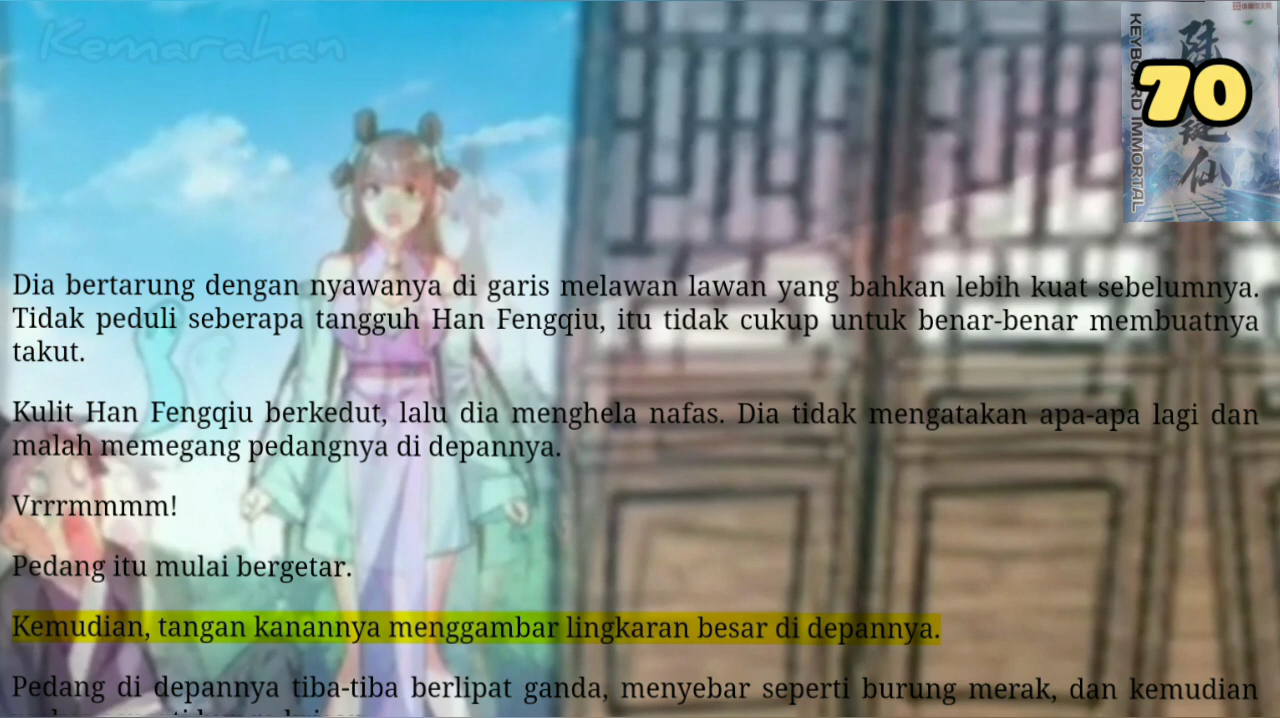 Kemarahan
70
KEYBOARD IMMORTAL
Dia bertarung dengan nyawanya di garis melawan lawan yang bahkan lebih kuat sebelumnya.
Tidak peduli seberapa tangguh Han Fengqiu, itu tidak cukup untuk benar-benar membuatnya
takut.
Kulit Han Fengqiu berkedut, lalu dia menghela nafas. Dia tidak mengatakan apa-apa lagi dan
malah memegang pedangnya di depannya.
Vrrrmmmm!
Pedang itu mulai bergetar.
Kemudian, tangan kanannya menggambar lingkaran besar di depannya.
Pedang di depannya tiba-tiba berlipat ganda, menyebar seperti burung merak, dan kemudian